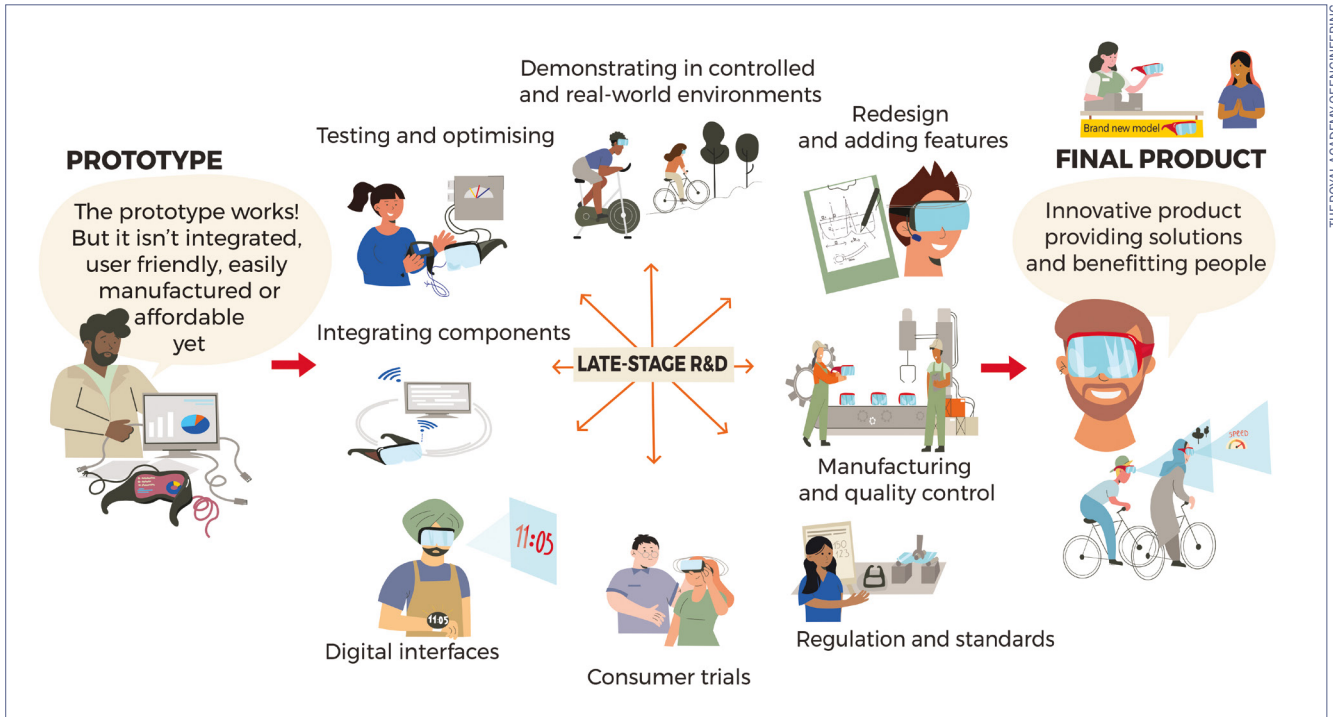 THE ROYAL ACADEMY OF ENGINEERING
PROTOTYPE
The prototype works!
But it isn't integrated,
user friendly, easily
manufactured or
affordable
yet
Testing and optimising
Demonstrating in controlled
and real-world environments
Redesign
and adding features
Integrating components
LATE-STAGE R&D
Manufacturing
and quality control
11:05
11:05
Digital interfaces
Consumer trials
Regulation and standards
Brand new model
FINAL PRODUCT
Innovative product
providing solutions
and benefitting people
SPEED